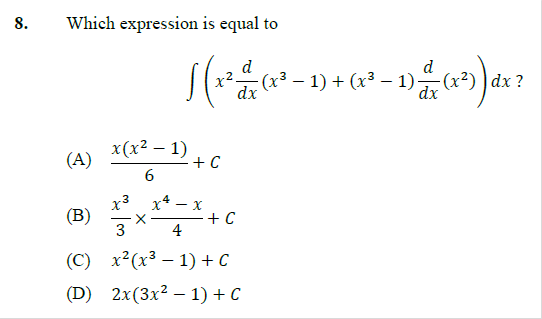 8. Which expression is equal to
∫ ( x² d/dx (x³ − 1) + (x³ − 1) d/dx (x²) ) dx ?
(A) x(x² − 1)/6 + C
(B) x³/3 × (x⁴ − x)/4 + C
(C) x²(x³ − 1) + C
(D) 2x(3x² − 1) + C